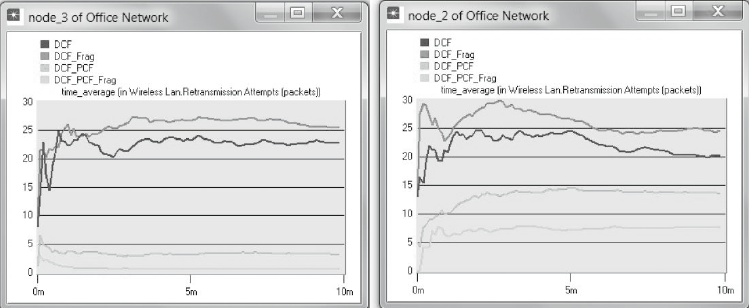 node_3 of Office Network
DCF
DCF_Frag
DCF_PCF
DCF_PCF_Frag
time_average (in Wireless Lan.Retransmission Attempts (packets))
30
25
20
15
10
5
0
0m 5m 10m
node_2 of Office Network
DCF
DCF_Frag
DCF_PCF
DCF_PCF_Frag
time_average (in Wireless Lan.Retransmission Attempts (packets))
30
25
20
15
10
5
0
0m 5m 10m